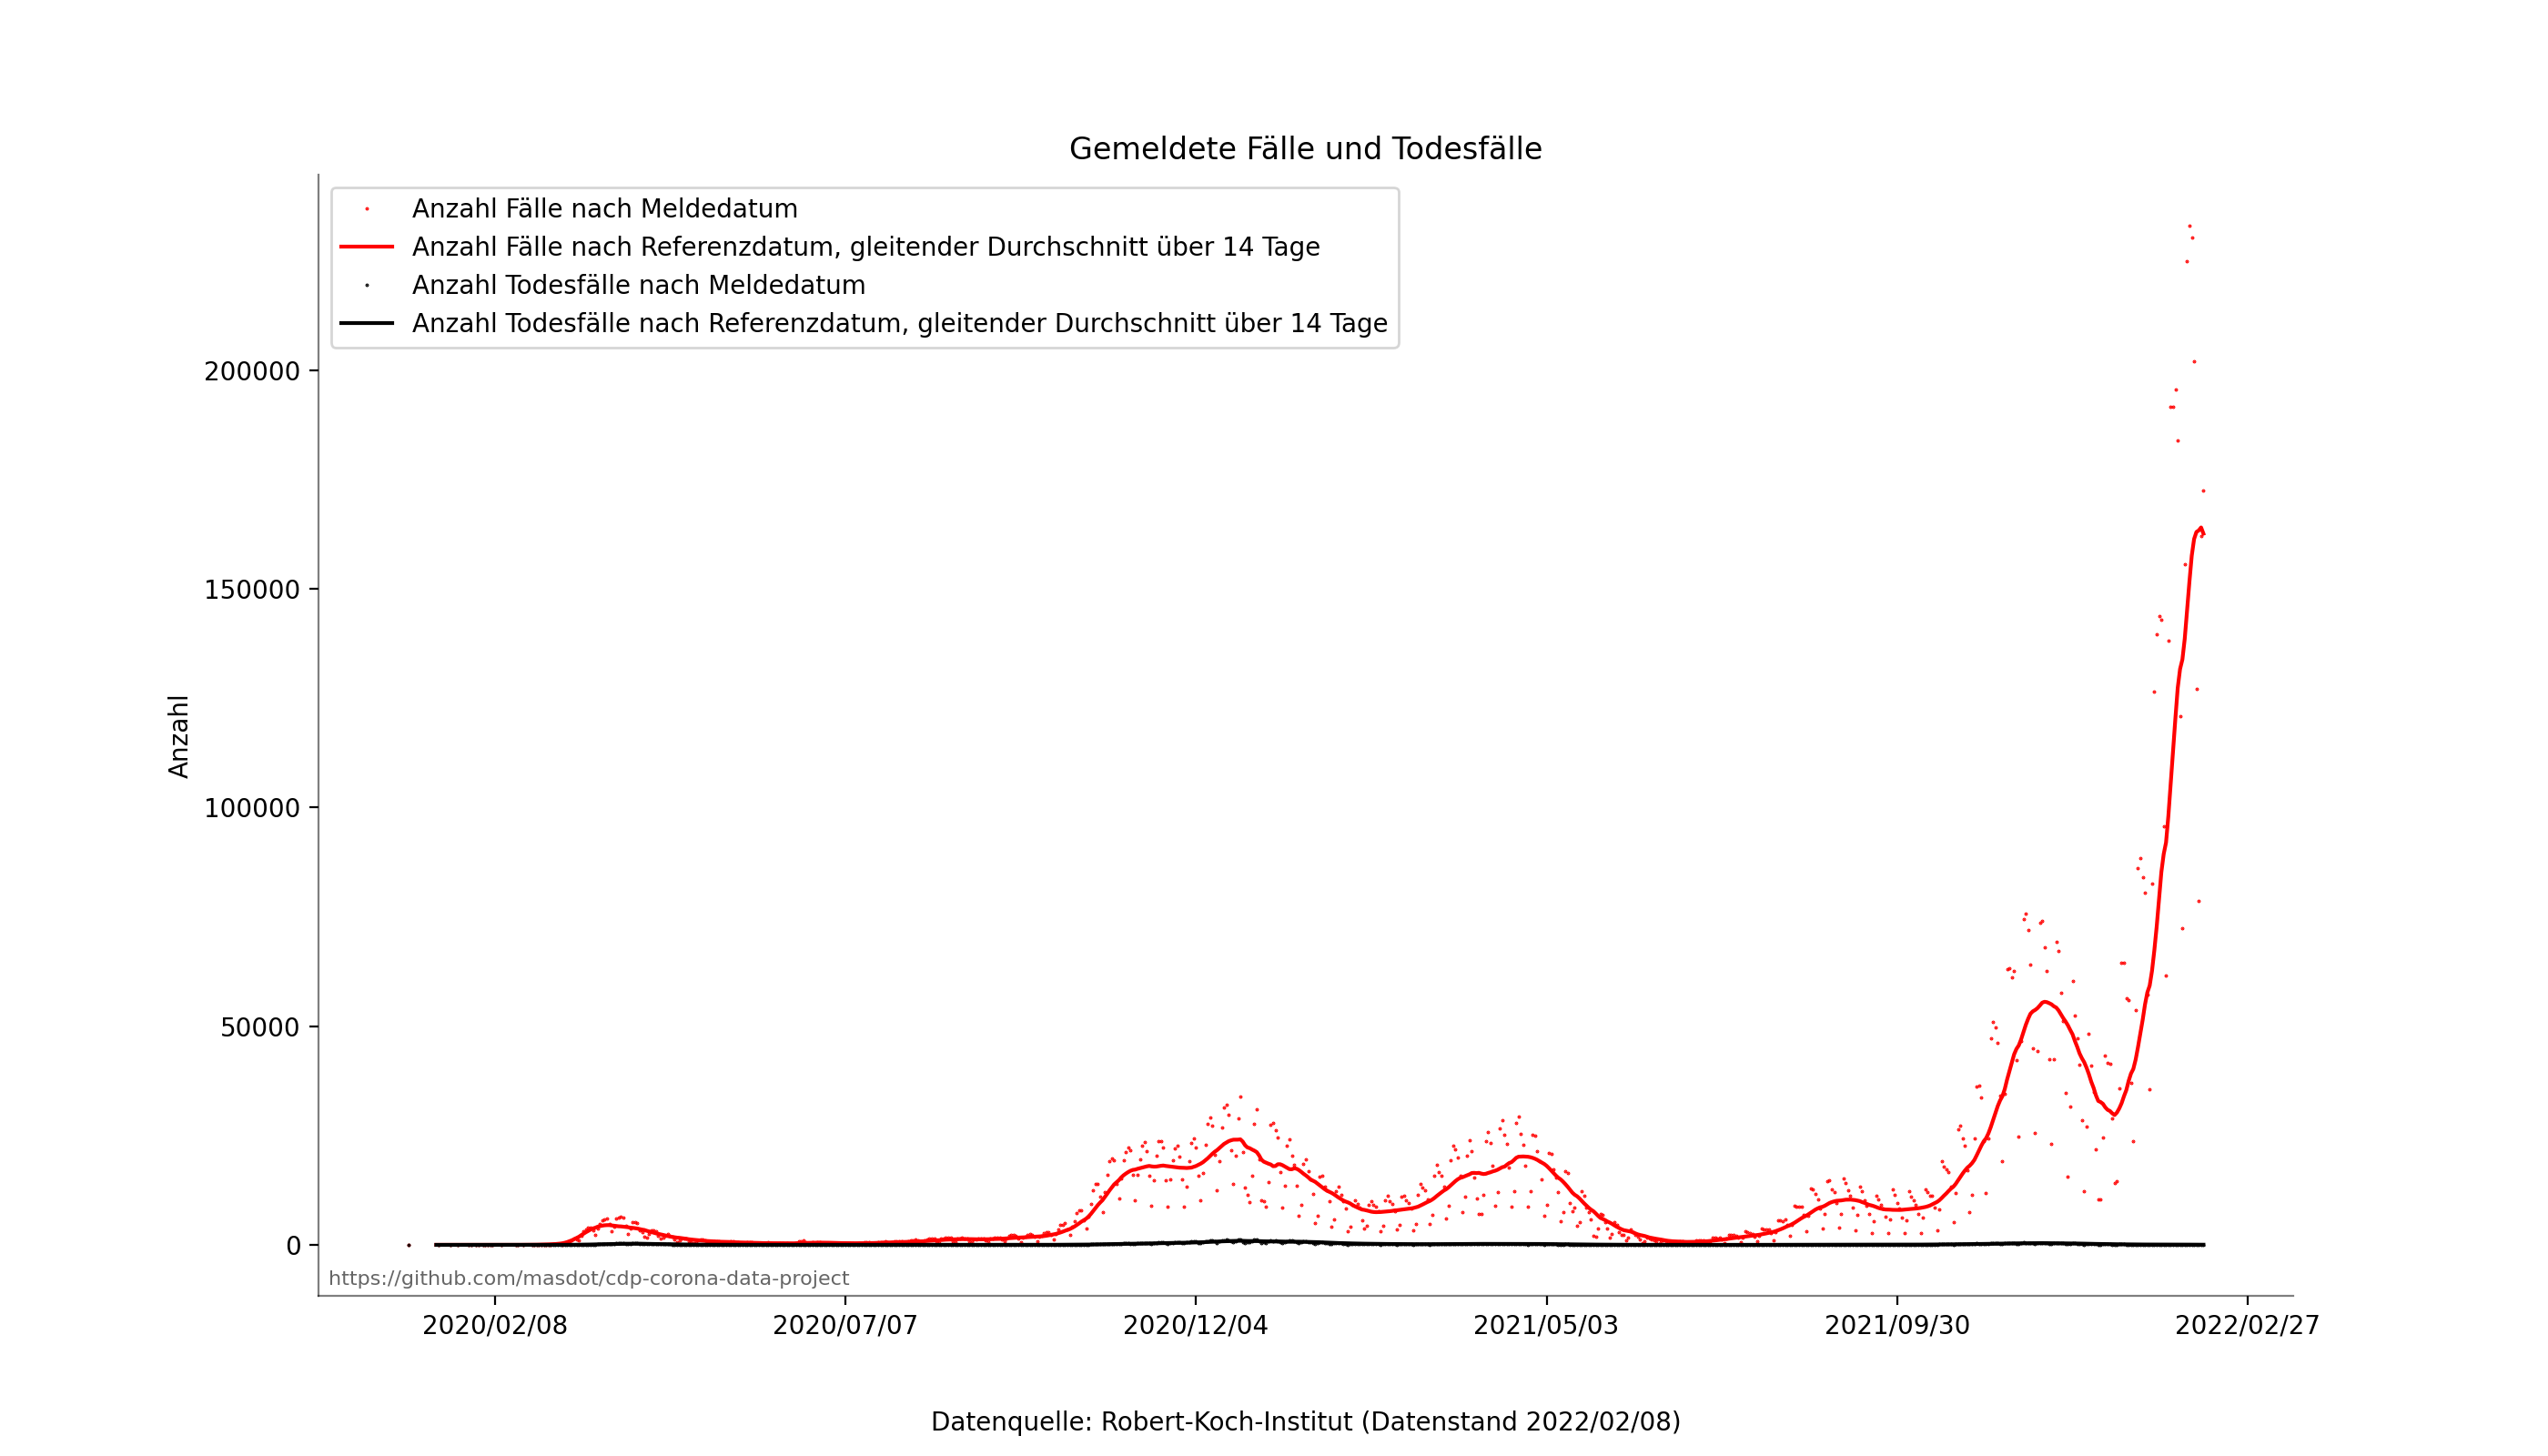 Gemeldete Fälle und Todesfälle
Anzahl Fälle nach Meldedatum
Anzahl Fälle nach Referenzdatum, gleitender Durchschnitt über 14 Tage
Anzahl Todesfälle nach Meldedatum
Anzahl Todesfälle nach Referenzdatum, gleitender Durchschnitt über 14 Tage
200000
150000
100000
50000
0
Anzahl
https://github.com/masdot/cdp-corona-data-project
2020/02/08 2020/07/07 2020/12/04 2021/05/03 2021/09/30 2022/02/27
Datenquelle: Robert-Koch-Institut (Datenstand 2022/02/08)